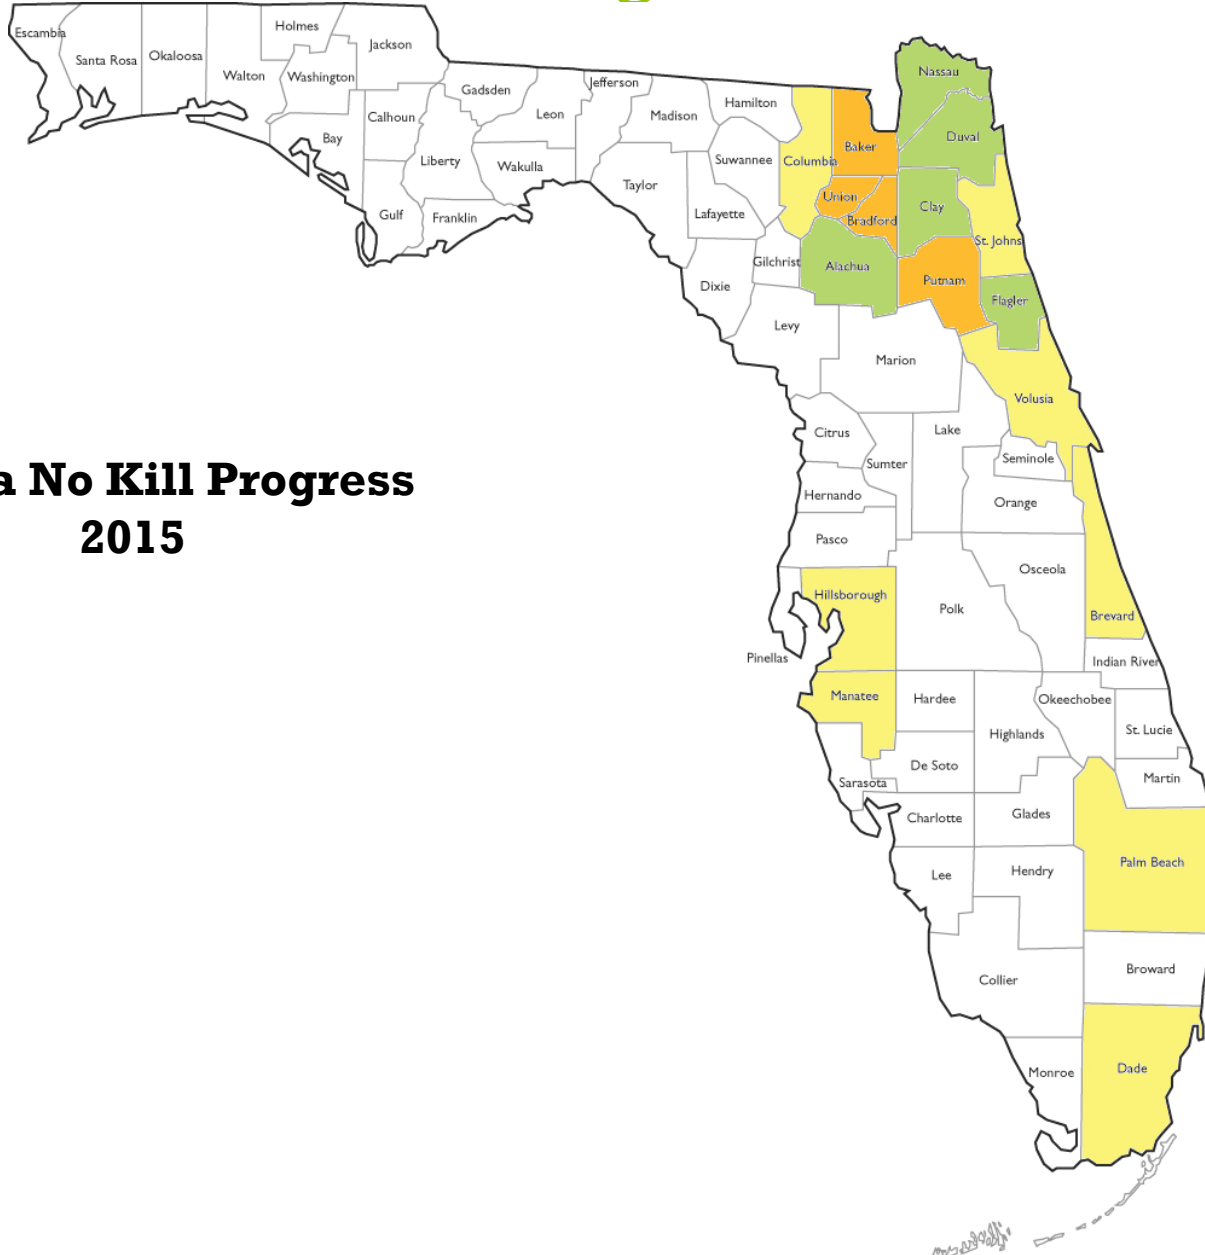 Escambia
Santa Rosa
Okaloosa
Walton
Holmes
Washington
Jackson
Bay
Calhoun
Gulf
Liberty
Gadsden
Franklin
Leon
Wakulla
Jefferson
Madison
Taylor
Hamilton
Suwannee
Lafayette
Columbia
Baker
Nassau
Duval
Union
Bradford
Clay
St. Johns
Gilchrist
Alachua
Putnam
Flagler
Dixie
Levy
Marion
Volusia
Citrus
Sumter
Lake
Seminole
Hernando
Orange
Pasco
a No Kill Progress
2015
Osceola
Hillsborough
Polk
Brevard
Pinellas
Indian River
Manatee
Hardee
Okeechobee
Highlands
St. Lucie
De Soto
Sarasota
Martin
Charlotte
Glades
Lee
Hendry
Palm Beach
Collier
Broward
Monroe
Dade